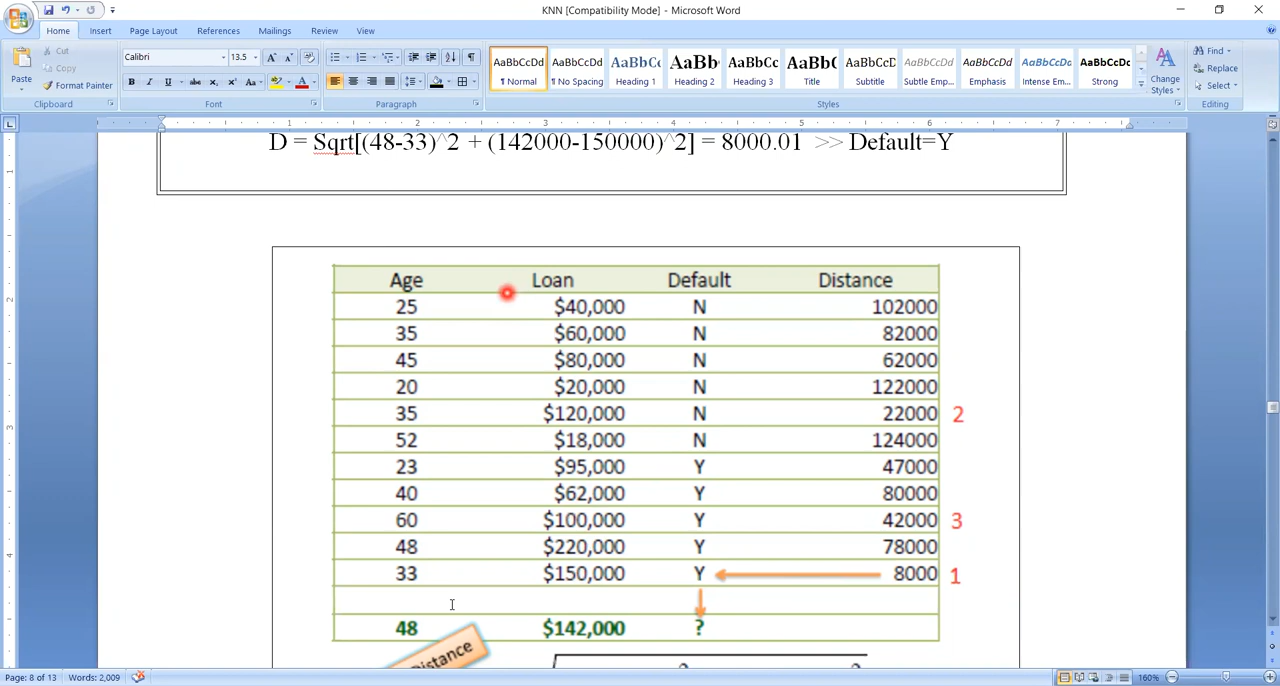 KNN [Compatibility Mode] - Microsoft Word
Home Insert Page Layout References Mailings Review View
Paste
Cut
Copy
Format Painter
Clipboard
Calibri 13.5
B I U abc x₂ x² Aa
Font
Paragraph
AaBbCcDd AaBbCcDd AaBbCc AaBb AaBbCc AaBb( AaBbCcD AaBbCcDd AaBbCcDd AaBbCcDd AaBbCcDc
¶ Normal ¶ No Spacing Heading 1 Heading 2 Heading 3 Title Subtitle Subtle Emp... Emphasis Intense Em... Strong
Styles
Change Styles
Find
Replace
Select
Editing
D = Sqrt[(48-33)^2 + (142000-150000)^2] = 8000.01 >> Default=Y
Age Loan Default Distance
25 $40,000 N 102000
35 $60,000 N 82000
45 $80,000 N 62000
20 $20,000 N 122000
35 $120,000 N 22000 2
52 $18,000 N 124000
23 $95,000 Y 47000
40 $62,000 Y 80000
60 $100,000 Y 42000 3
48 $220,000 Y 78000
33 $150,000 Y 8000 1
48 $142,000 ?
Page: 8 of 13 Words: 2,009 160%